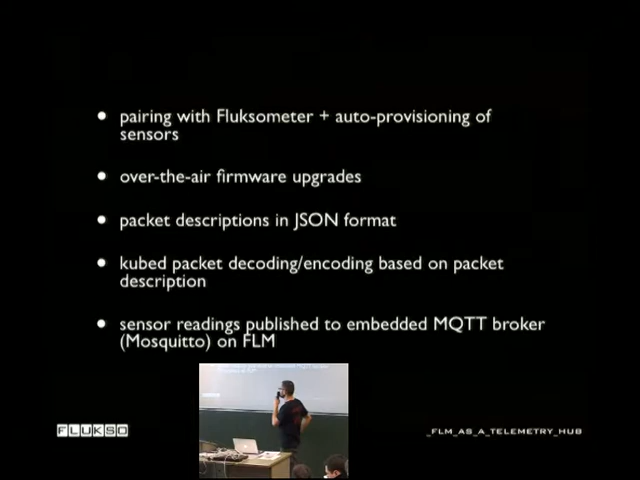 pairing with Fluksometer + auto-provisioning of
sensors
over-the-air firmware upgrades
packet descriptions in JSON format
kubed packet decoding/encoding based on packet
description
sensor readings published to embedded MQTT broker
(Mosquitto) on FLM
FLUKSO
_FLM_AS_A_TELEMETRY_HUB